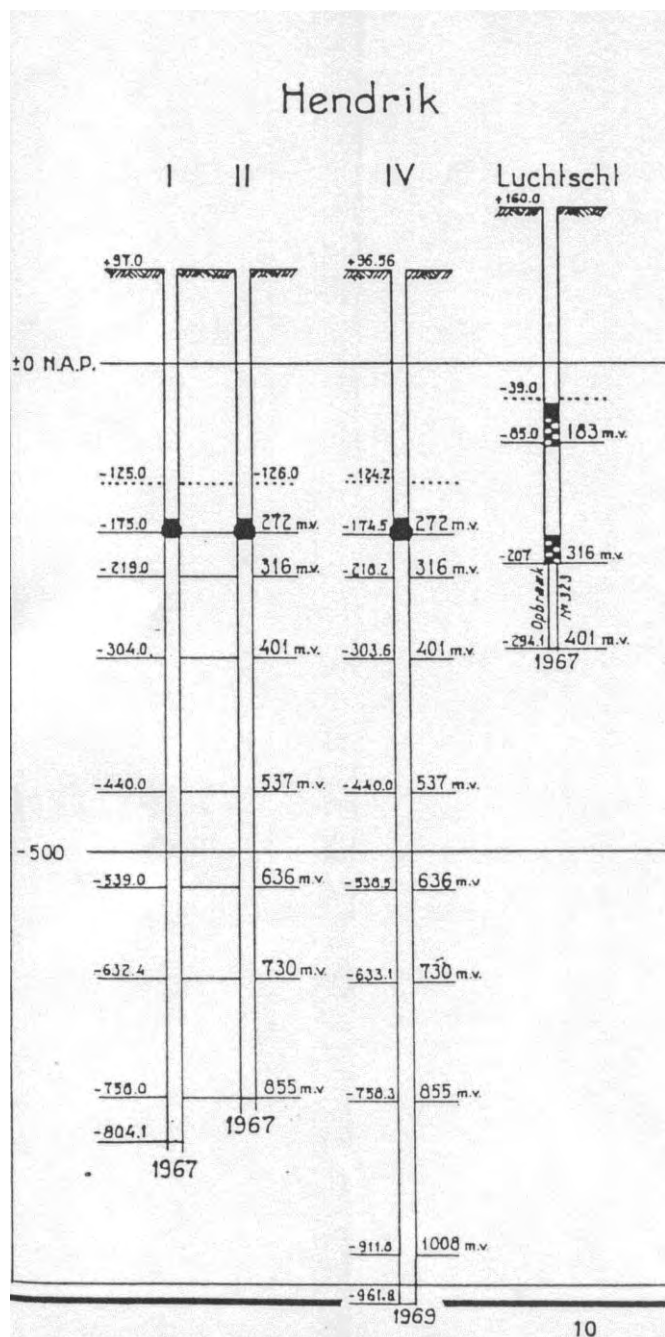 Hendrik
I II IV Luchtscht
+160.0
+97.0 +96.56
±0 N.A.P.
-39.0
-85.0 183 m.v.
-125.0 -126.0 -124.2
-175.0 272 m.v. -174.5 272 m.v.
-207 316 m.v.
-219.0 316 m.v. -218.2 316 m.v.
Opbraak № 323
-294.1 401 m.v.
-304.0 401 m.v. -303.6 401 m.v.
1967
-440.0 537 m.v. -440.0 537 m.v.
-500
-539.0 636 m.v. -538.5 636 m.v.
-632.4 730 m.v. -633.1 730 m.v.
-758.0 855 m.v. -758.3 855 m.v.
1967
-804.1
1967
-911.8 1008 m.v.
-961.8
1969
10